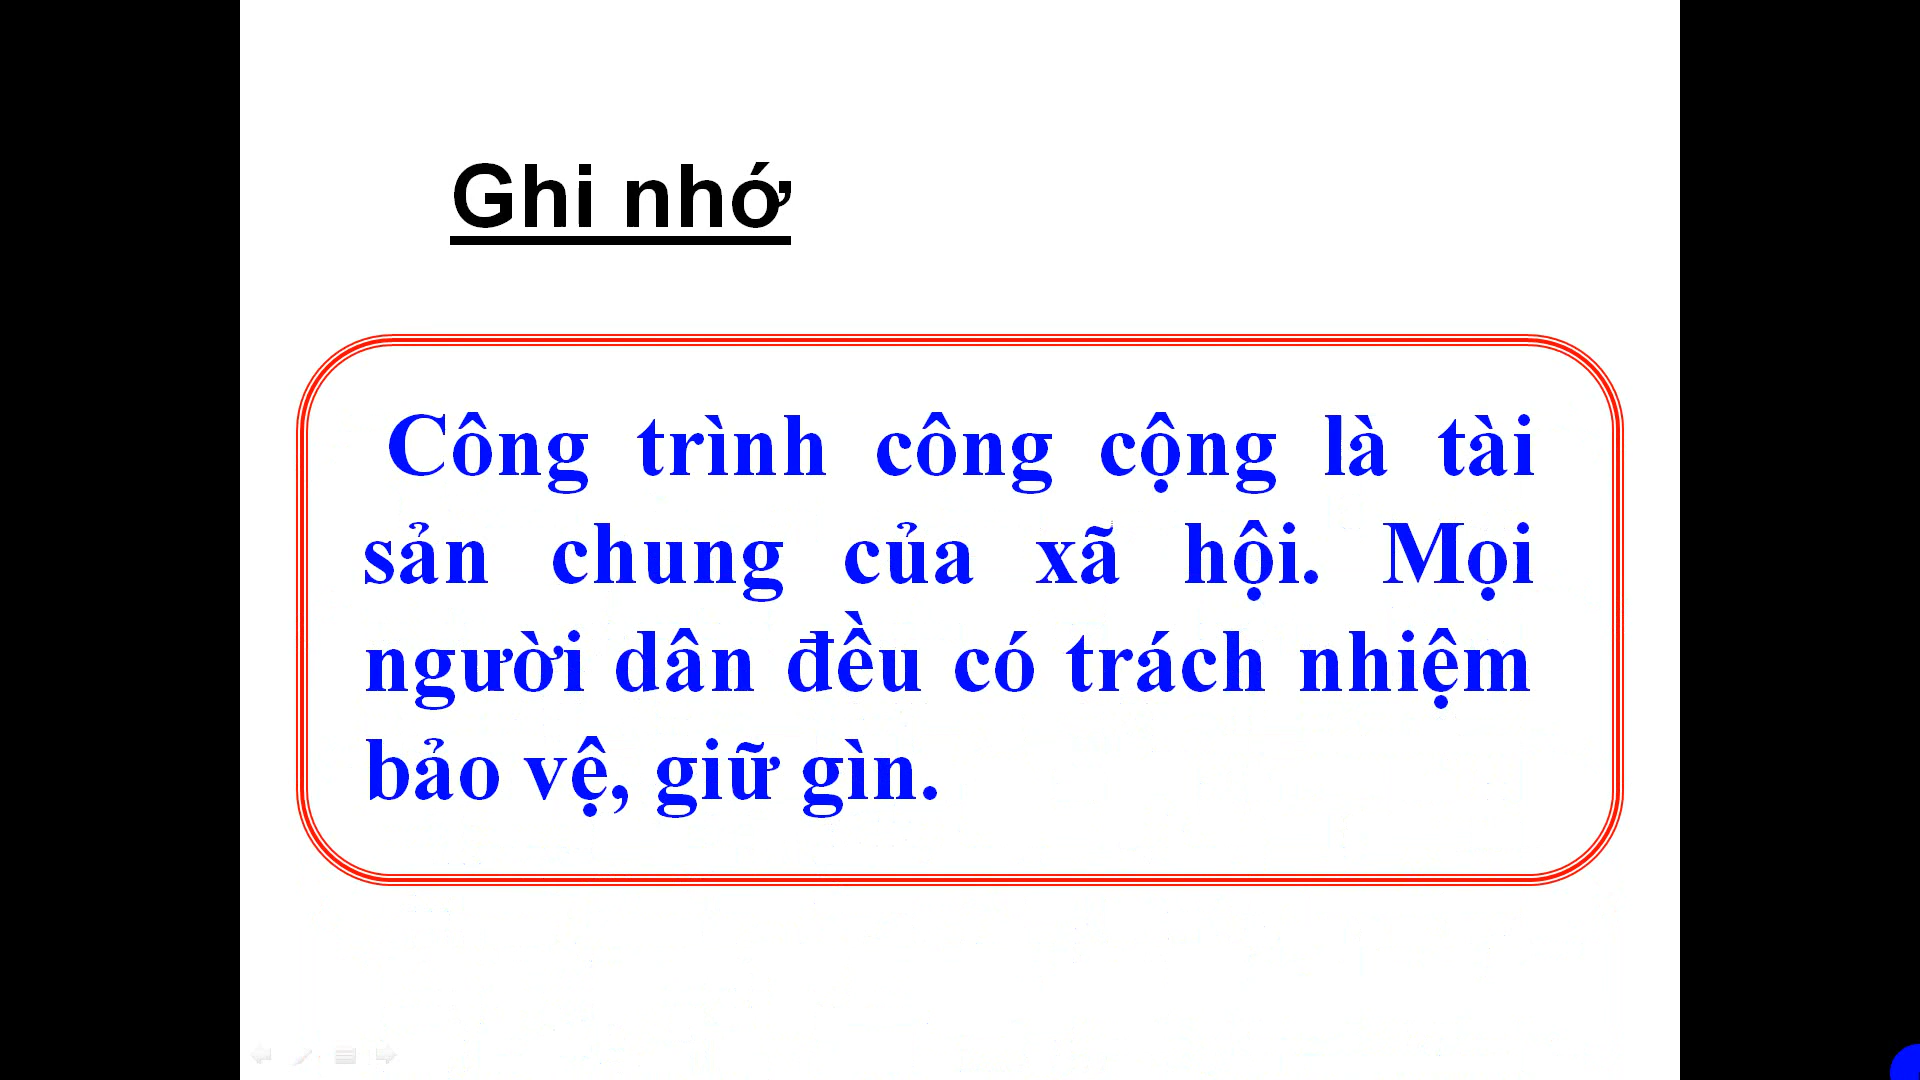 Ghi nhớ
Công trình công cộng là tài
sản chung của xã hội. Mọi
người dân đều có trách nhiệm
bảo vệ, giữ gìn.